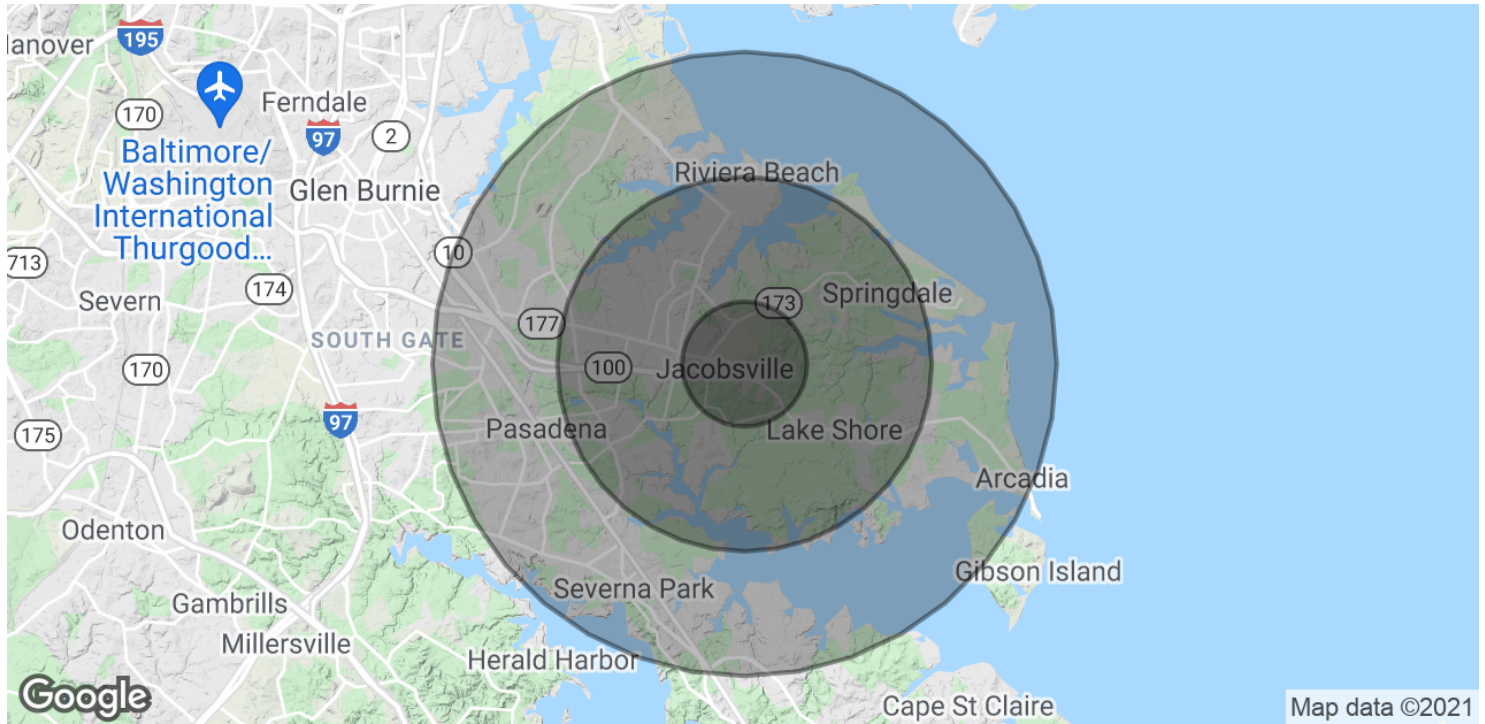 anover
195
170
Ferndale
97
2
Baltimore/
Washington
International
Thurgood...
Glen Burnie
Riviera Beach
10
713
174
Severn
173
Springdale
177
SOUTH GATE
170
100
Jacobsville
97
175
Pasadena
Lake Shore
Arcadia
Odenton
Gibson Island
Severna Park
Gambrills
Millersville
Herald Harbor
Cape St Claire
Google
Map data ©2021